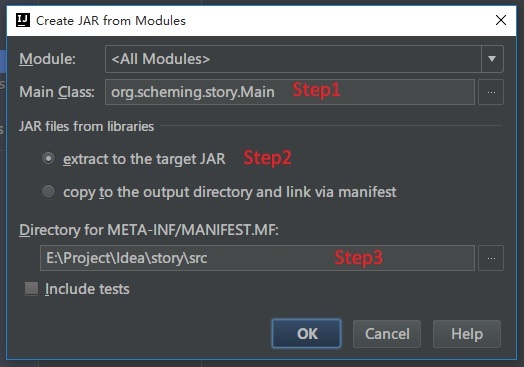 Create JAR from Modules
Module: <All Modules>
Main Class: org.scheming.story.Main Step1 ...
JAR files from libraries
extract to the target JAR Step2
copy to the output directory and link via manifest
Directory for META-INF/MANIFEST.MF:
E:\Project\Idea\story\src Step3 ...
Include tests
OK Cancel Help